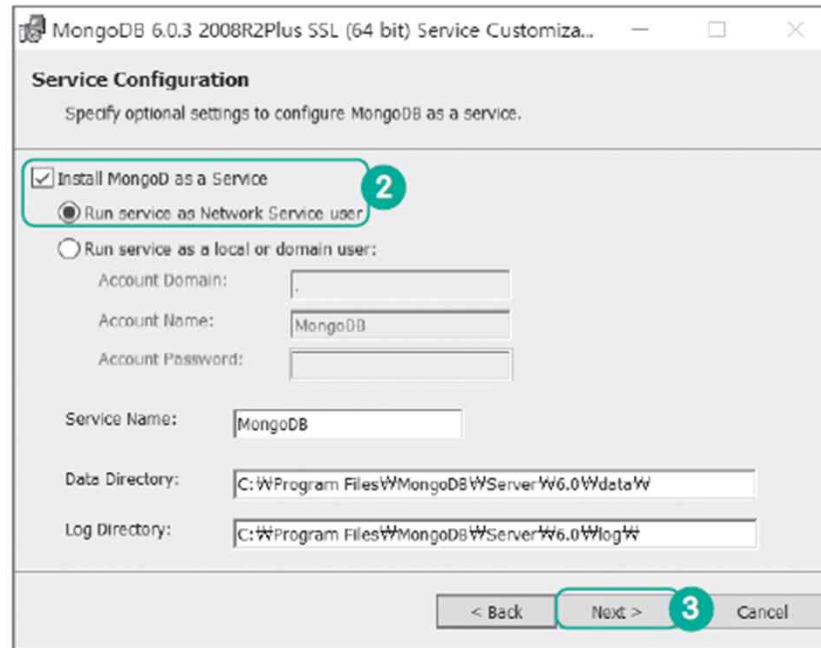 MongoDB 6.0.3 2008R2Plus SSL (64 bit) Service Customiza...
Service Configuration
Specify optional settings to configure MongoDB as a service.
Install MongoD as a Service
2
Run service as Network Service user
Run service as a local or domain user:
Account Domain: .
Account Name: MongoDB
Account Password:
Service Name: MongoDB
Data Directory: C:₩Program Files₩MongoDB₩Server₩6.0₩data₩
Log Directory: C:₩Program Files₩MongoDB₩Server₩6.0₩log₩
< Back Next > 3 Cancel